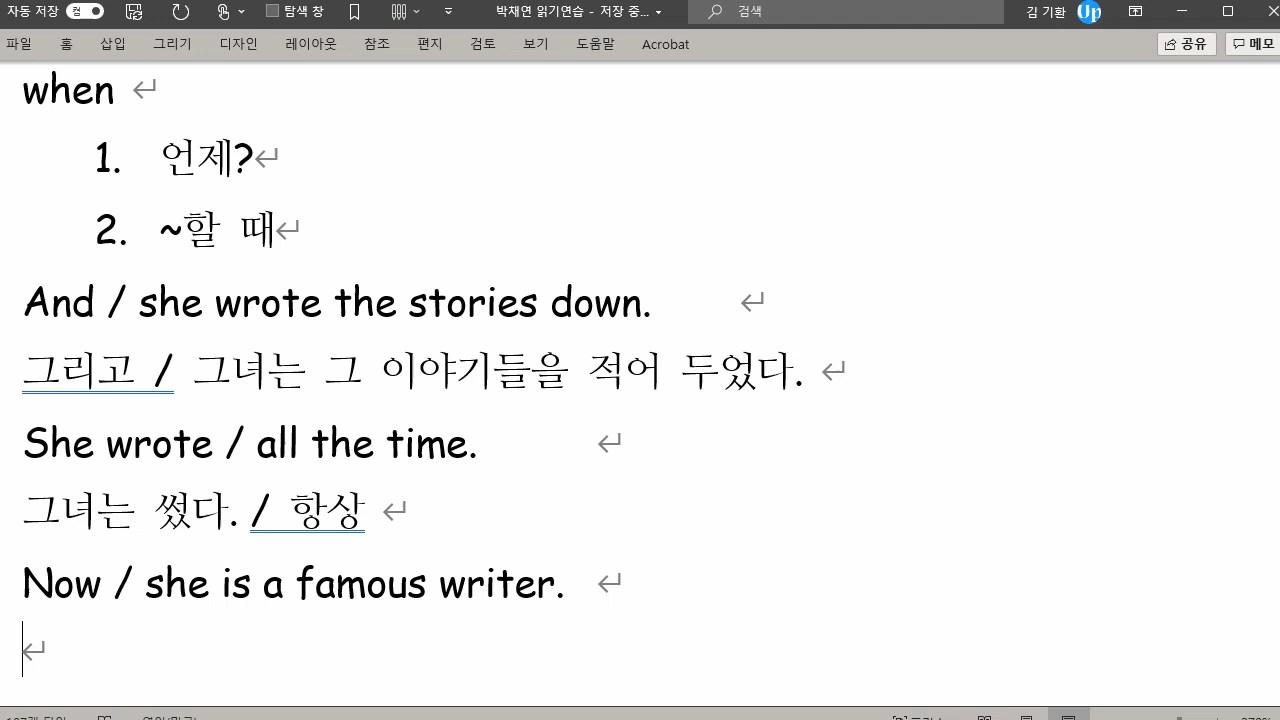 자동 저장 컴 탐색 창 박채연 읽기연습 - 저장 중... 검색 김 기환 Up
파일 홈 삽입 그리기 디자인 레이아웃 참조 편지 검토 보기 도움말 Acrobat 공유 메모
when
1. 언제?
2. ~할 때
And / she wrote the stories down.
그리고 / 그녀는 그 이야기들을 적어 두었다.
She wrote / all the time.
그녀는 썼다. / 항상
Now / she is a famous writer.